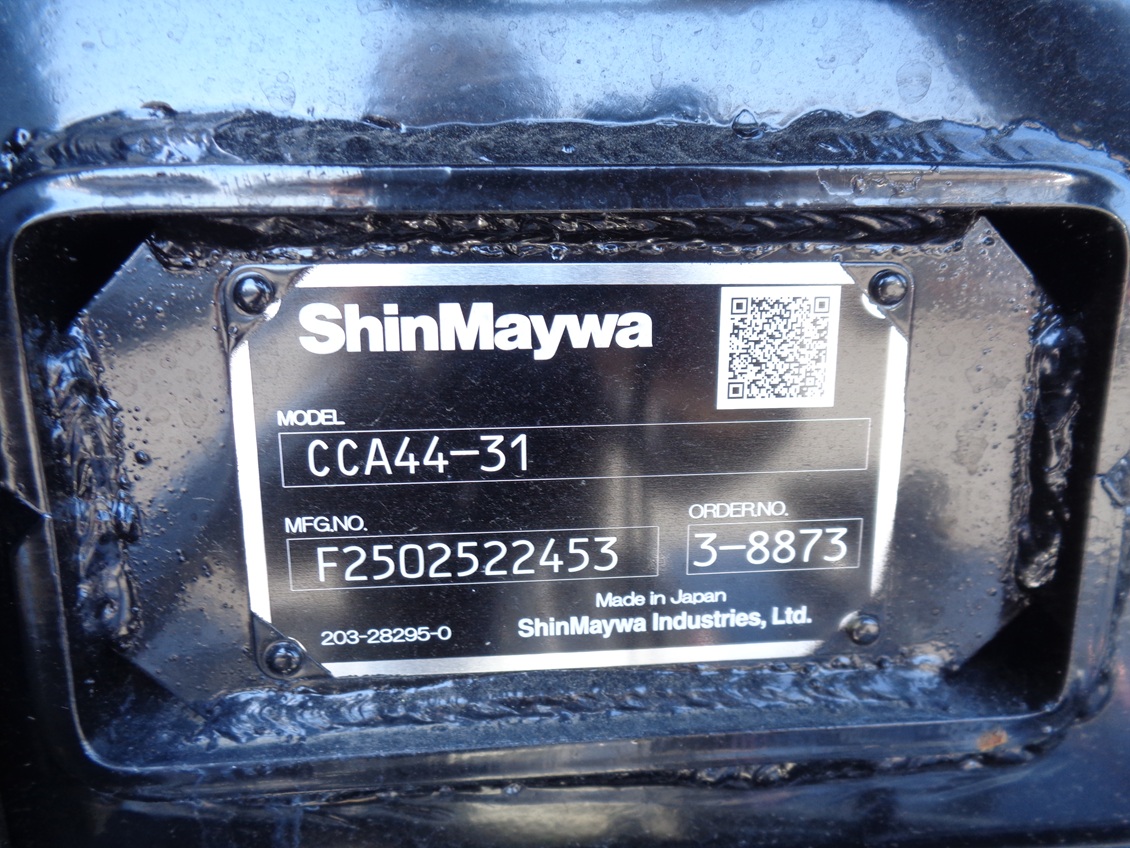 ShinMaywa
MODEL
CCA44-31
MFG.NO.
F2502522453
ORDER.NO.
3-8873
Made in Japan
203-28295-0
ShinMaywa Industries, Ltd.